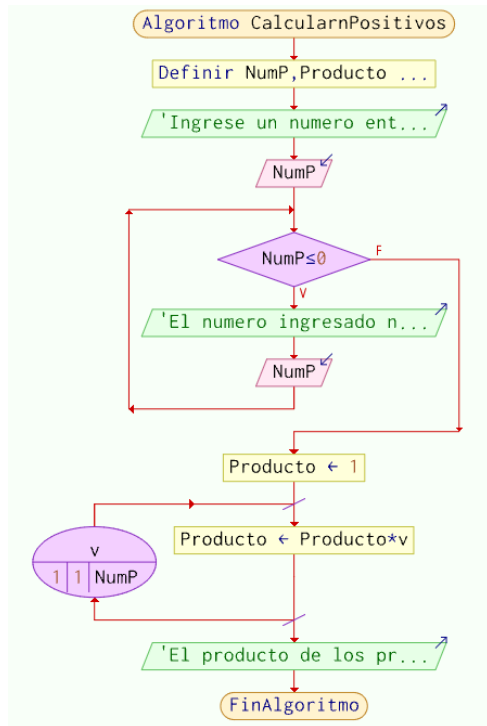 Algoritmo CalcularnPositivos
Definir NumP,Producto ...
'Ingrese un numero ent...
NumP
NumP≤0
F
V
'El numero ingresado n...
NumP
Producto ← 1
Producto ← Producto*v
v
1 1 NumP
'El producto de los pr...
FinAlgoritmo